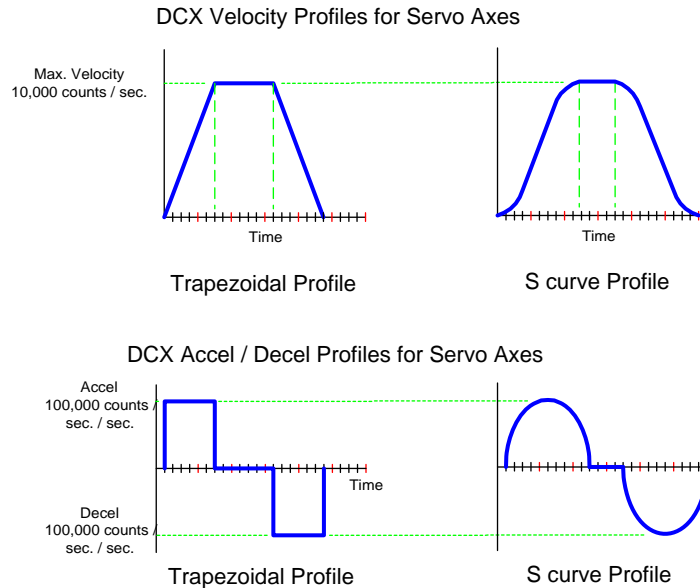 DCX Velocity Profiles for Servo Axes
Max. Velocity
10,000 counts / sec.
Time
Time
Trapezoidal Profile
S curve Profile
DCX Accel / Decel Profiles for Servo Axes
Accel
100,000 counts /
sec. / sec.
Time
Decel
100,000 counts /
sec. / sec.
Trapezoidal Profile
S curve Profile